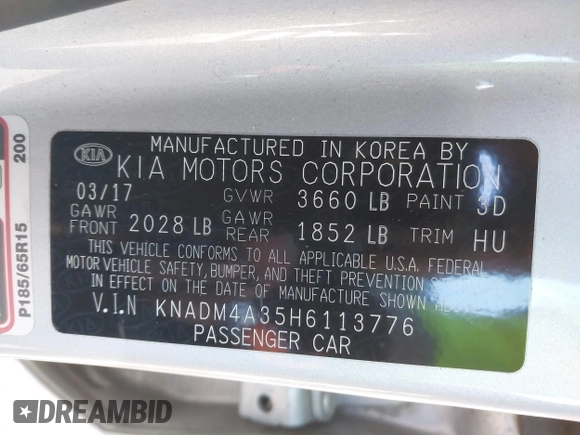 MANUFACTURED IN KOREA BY
KIA KIA MOTORS CORPORATION
03/17 GVWR 3660 LB PAINT 3D
GAWR FRONT 2028 LB GAWR REAR 1852 LB TRIM HU
THIS VEHICLE CONFORMS TO ALL APPLICABLE U.S.A. FEDERAL
MOTOR VEHICLE SAFETY, BUMPER, AND THEFT PREVENTION
IN EFFECT ON THE DATE OF MANUFACTURE SHOWN
V.I.N KNADM4A35H6113776
PASSENGER CAR
P185/65R15 200
DREAMBID